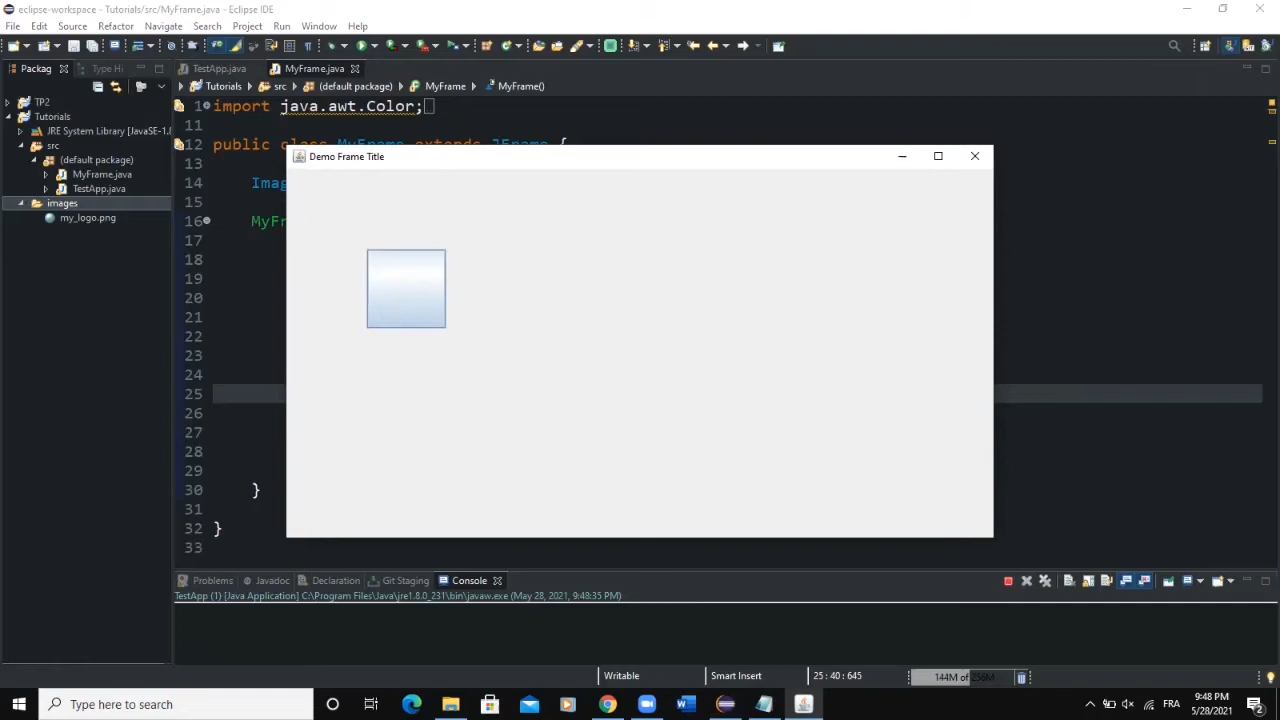 eclipse-workspace - Tutorials/src/MyFrame.java - Eclipse IDE
File Edit Source Refactor Navigate Search Project Run Window Help
Packag Type Hi TestApp.java MyFrame.java
Tutorials src (default package) MyFrame MyFrame()
TP2
Tutorials
JRE System Library [JavaSE-1.8
src
(default package)
MyFrame.java
TestApp.java
images
my_logo.png
1 import java.awt.Color;
11
12 public class MyFrame extends JFrame {
13
14 Imag
15
16 MyFr
17
18
19
20
21
22
23
24
25
26
27
28
29
30 }
31
32 }
33
Demo Frame Title
Problems Javadoc Declaration Git Staging Console
TestApp (1) [Java Application] C:\Program Files\Java\jre1.8.0_231\bin\javaw.exe (May 28, 2021, 9:48:35 PM)
Writable Smart Insert 25 : 40 : 645 144M of 256M
Type here to search
FRA 9:48 PM
5/28/2021
2